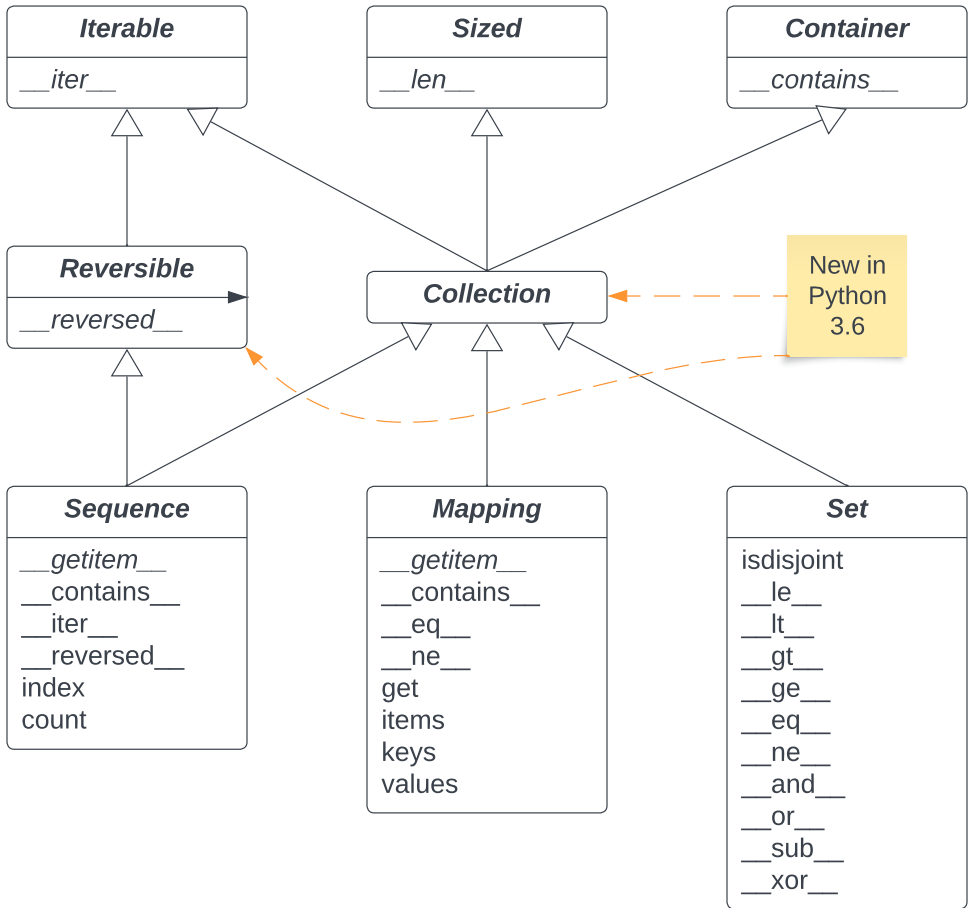 Iterable
__iter__
Sized
__len__
Container
__contains__
Reversible
__reversed__
Collection
New in
Python
3.6
Sequence
__getitem__
__contains__
__iter__
__reversed__
index
count
Mapping
__getitem__
__contains__
__eq__
__ne__
get
items
keys
values
Set
isdisjoint
__le__
__lt__
__gt__
__ge__
__eq__
__ne__
__and__
__or__
__sub__
__xor__